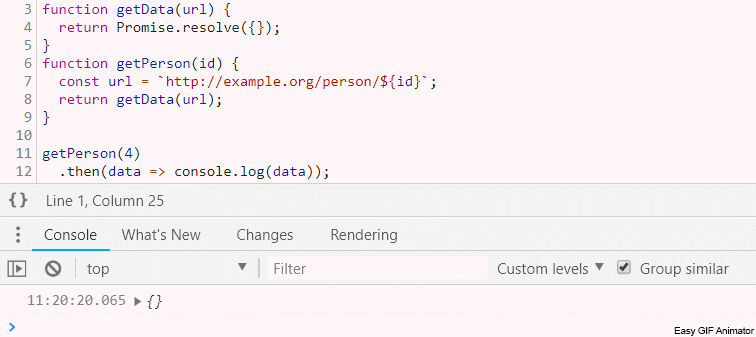 3 function getData(url) {
4   return Promise.resolve({});
5 }
6 function getPerson(id) {
7   const url = `http://example.org/person/${id}`;
8   return getData(url);
9 }
10
11 getPerson(4)
12   .then(data => console.log(data));
{} Line 1, Column 25
Console What's New Changes Rendering
top Filter Custom levels Group similar
11:20:20.065 {}
Easy GIF Animator